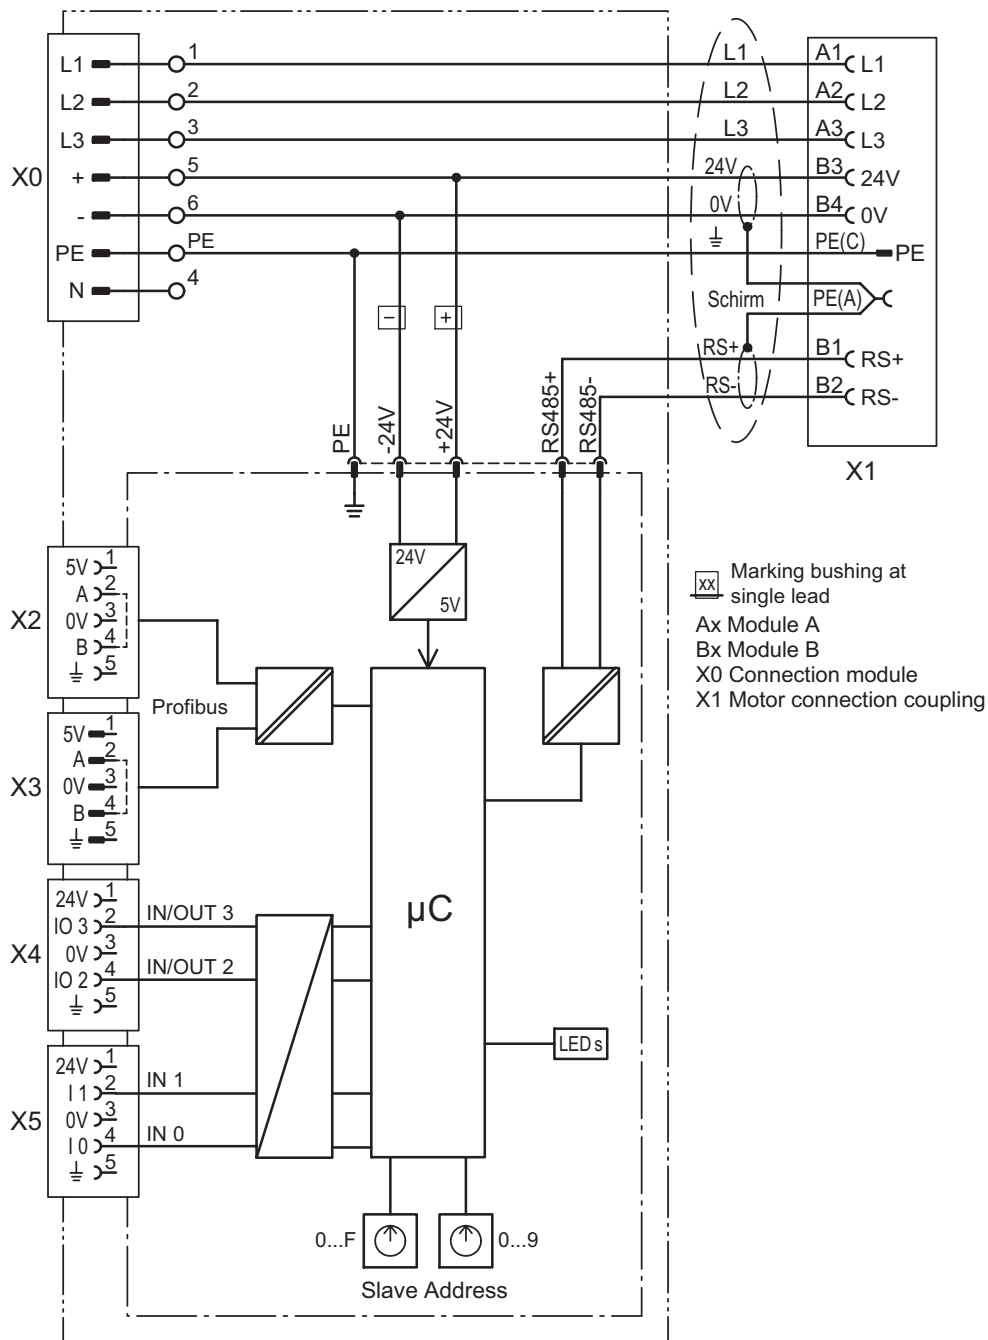 X0
L1
L2
L3
+
-
PE
N
1
2
3
5
6
PE
4
L1
L2
L3
24V
0V
Schirm
RS+
RS-
A1
A2
A3
B3
B4
PE(C)
PE(A)
B1
B2
L1
L2
L3
24V
0V
PE
RS+
RS-
X1
−
+
PE
-24V
+24V
RS485+
RS485-
24V
5V
xx Marking bushing at
single lead
Ax Module A
Bx Module B
X0 Connection module
X1 Motor connection coupling
X2
5V 1
A 2
0V 3
B 4
5
Profibus
X3
5V 1
A 2
0V 3
B 4
5
X4
24V 1
IO 3 2
0V 3
IO 2 4
5
IN/OUT 3
IN/OUT 2
X5
24V 1
I 1 2
0V 3
I 0 4
5
IN 1
IN 0
µC
LED s
0...F
0...9
Slave Address